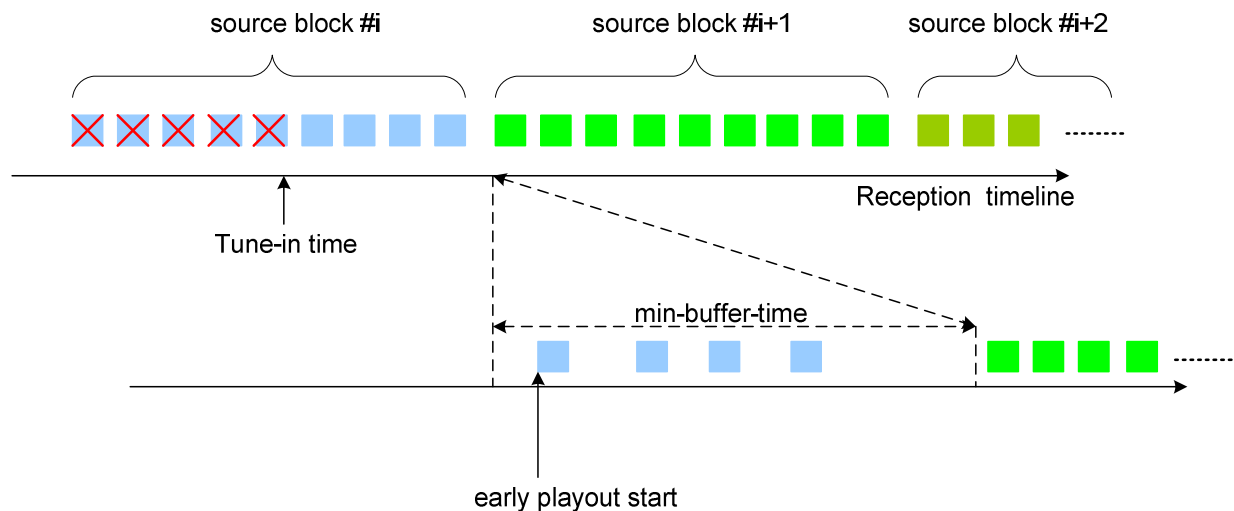 source block #i
source block #i+1
source block #i+2
Reception timeline
Tune-in time
min-buffer-time
early playout start